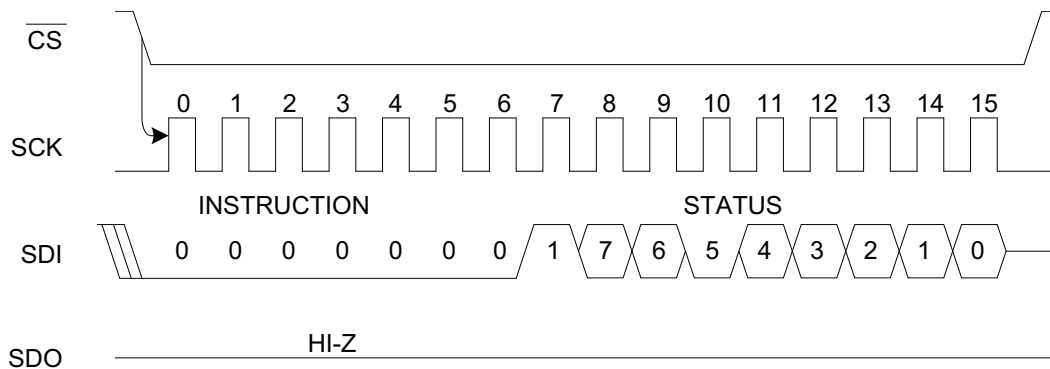 CS
0 1 2 3 4 5 6 7 8 9 10 11 12 13 14 15
SCK
INSTRUCTION STATUS
SDI 0 0 0 0 0 0 0 1 7 6 5 4 3 2 1 0
HI-Z
SDO